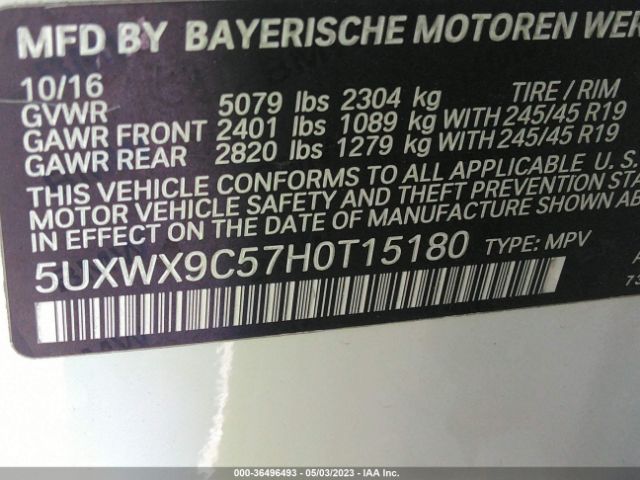 MFD BY BAYERISCHE MOTOREN WER
10/16
GVWR 5079 lbs 2304 kg TIRE / RIM
GAWR FRONT 2401 lbs 1089 kg WITH 245/45 R19
GAWR REAR 2820 lbs 1279 kg WITH 245/45 R19
THIS VEHICLE CONFORMS TO ALL APPLICABLE U.S.
MOTOR VEHICLE SAFETY AND THEFT PREVENTION STA
IN EFFECT ON THE DATE OF MANUFACTURE SHOWN AB
5UXWX9C57H0T15180 TYPE: MPV
000-36496493 - 05/03/2023 - IAA Inc.